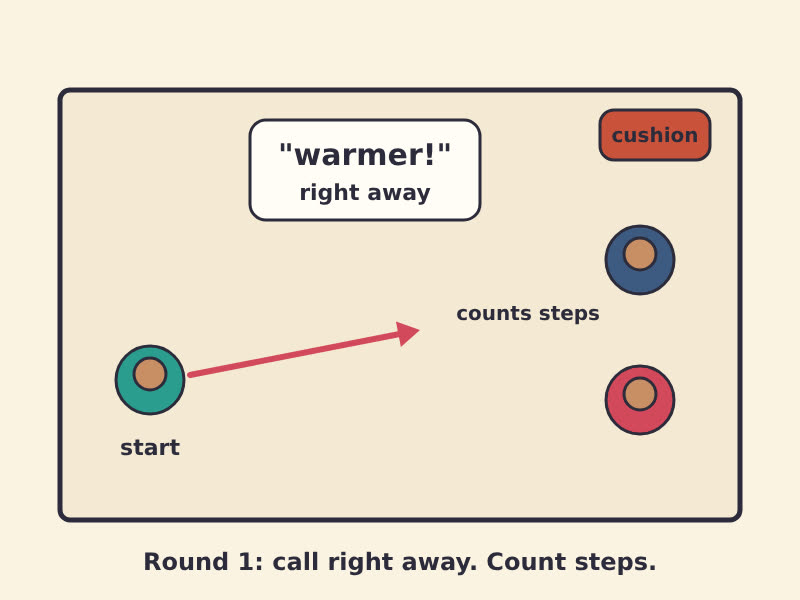 cushion
"warmer!"
right away
counts steps
start
Round 1: call right away. Count steps.